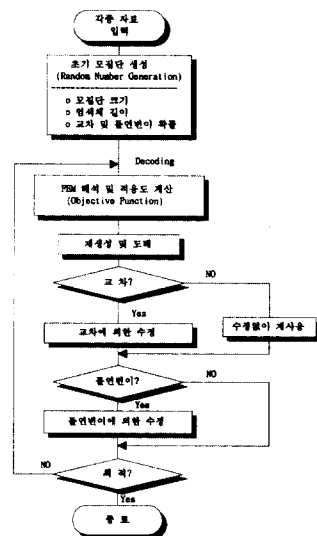 각종 자료
입력
초기 모집단 생성
(Random Number Generation)
o 모집단 크기
o 염색체 길이
o 교차 및 돌연변이 확률
Decoding
FEM 해석 및 적응도 계산
(Objective Function)
재생성 및 도태
교 차?
NO
Yes
교차에 의한 수정
수정없이 재사용
돌연변이?
NO
Yes
돌연변이에 의한 수정
NO
최 적?
Yes
종 료